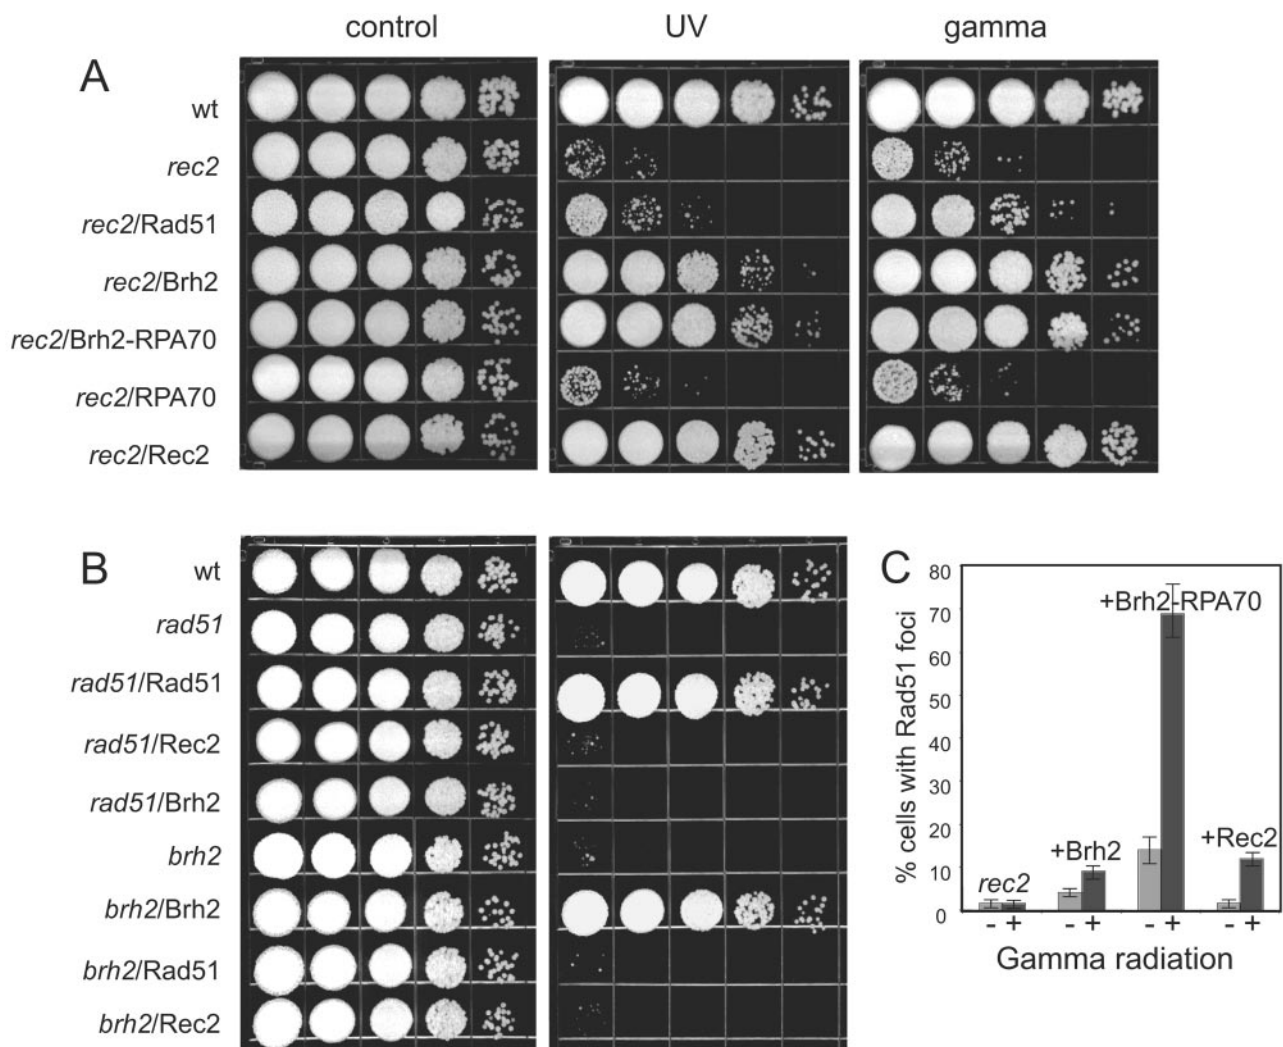 control UV gamma
A
wt
rec2
rec2/Rad51
rec2/Brh2
rec2/Brh2-RPA70
rec2/RPA70
rec2/Rec2
B
wt
rad51
rad51/Rad51
rad51/Rec2
rad51/Brh2
brh2
brh2/Brh2
brh2/Rad51
brh2/Rec2
C
% cells with Rad51 foci
80
70
60
50
40
30
20
10
0
+Brh2-RPA70
+Brh2
+Rec2
rec2
- + - + - + - +
Gamma radiation